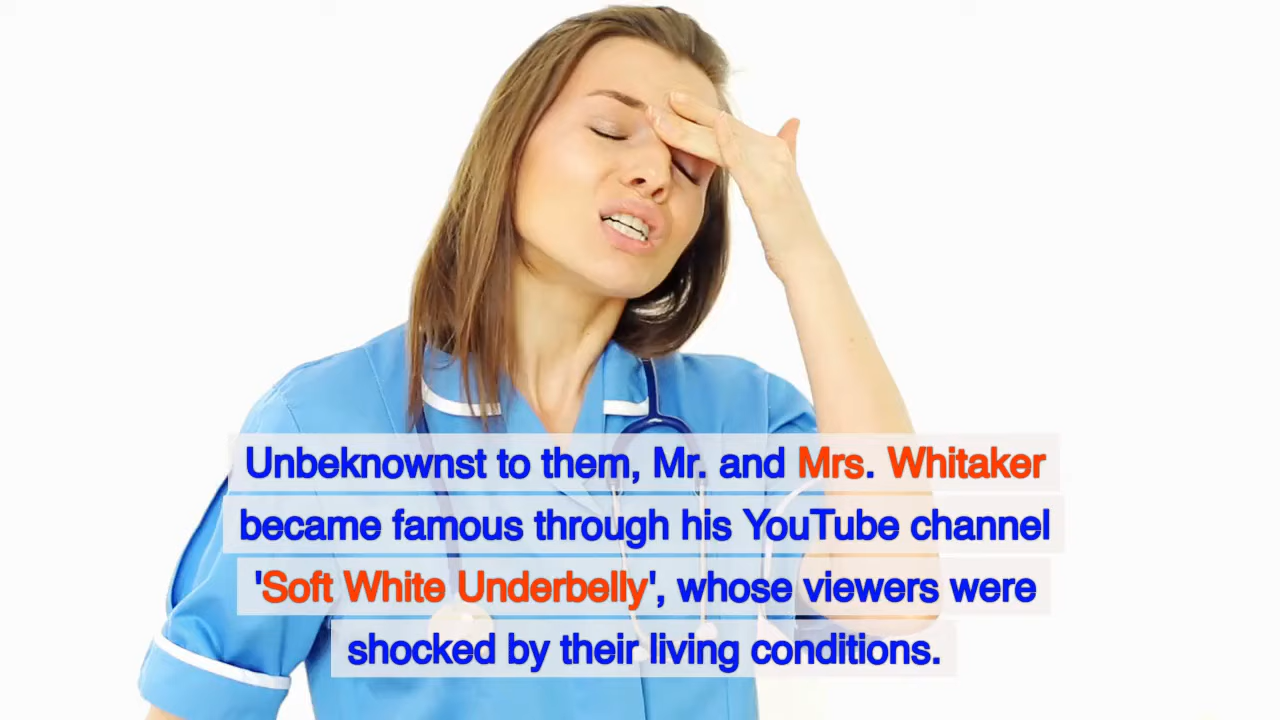 Unbeknownst to them, Mr. and Mrs. Whitaker
became famous through his YouTube channel
'Soft White Underbelly', whose viewers were
shocked by their living conditions.